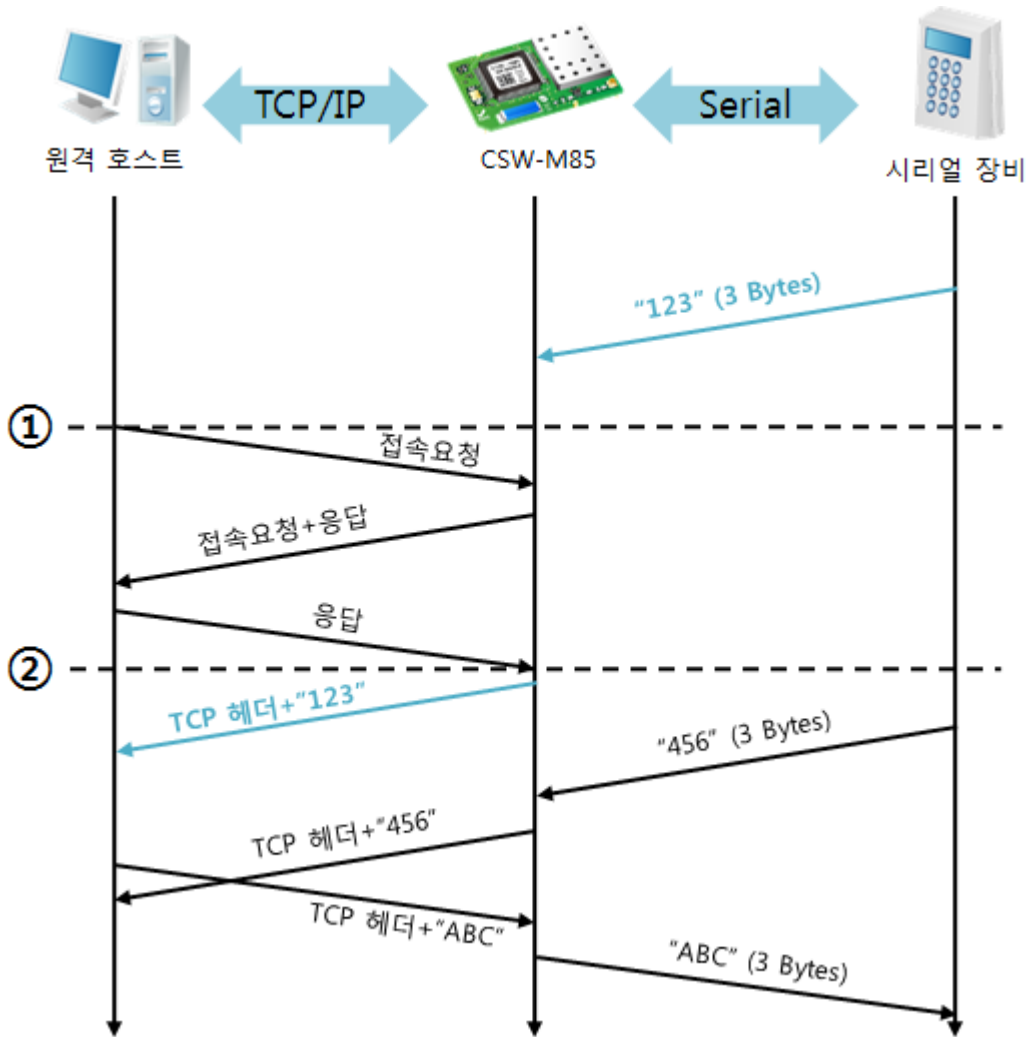 TCP/IP
Serial
원격 호스트
CSW-M85
시리얼 장비
"123" (3 Bytes)
①
접속요청
접속요청+응답
응답
②
TCP 헤더+"123"
"456" (3 Bytes)
TCP 헤더+"456"
TCP 헤더+"ABC"
"ABC" (3 Bytes)